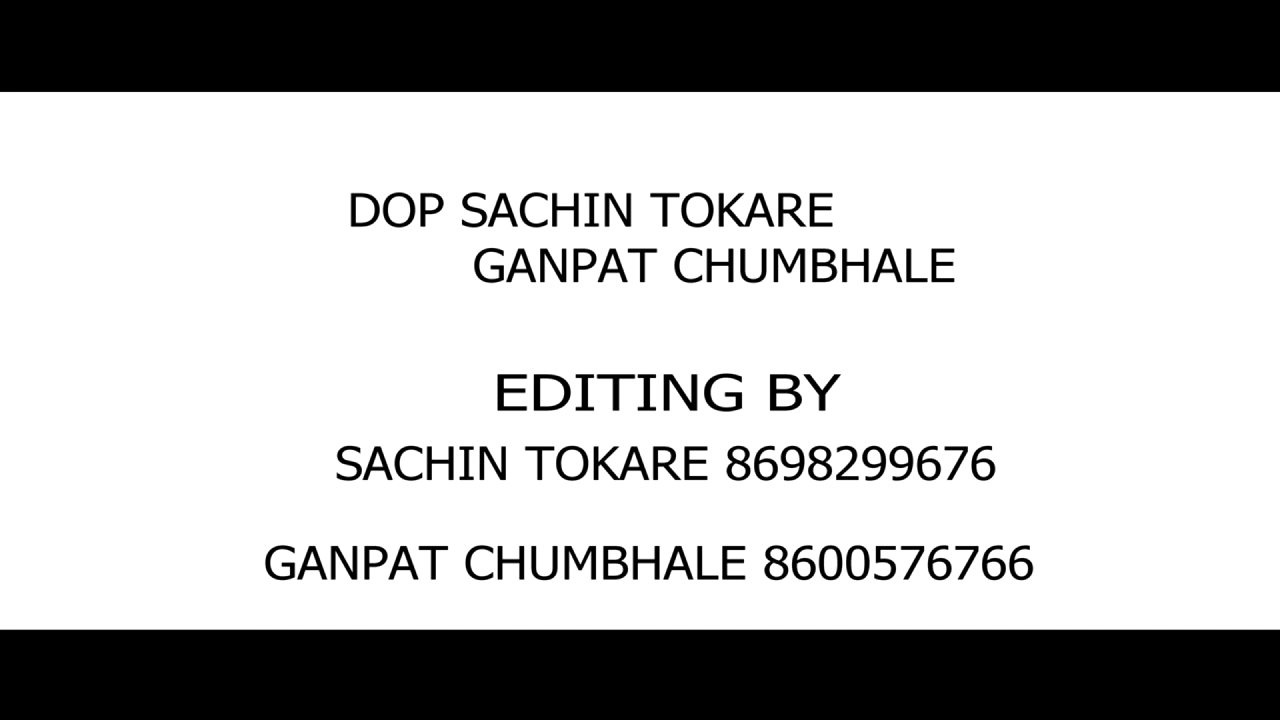 DOP SACHIN TOKARE
GANPAT CHUMBHALE
EDITING BY
SACHIN TOKARE 8698299676
GANPAT CHUMBHALE 8600576766